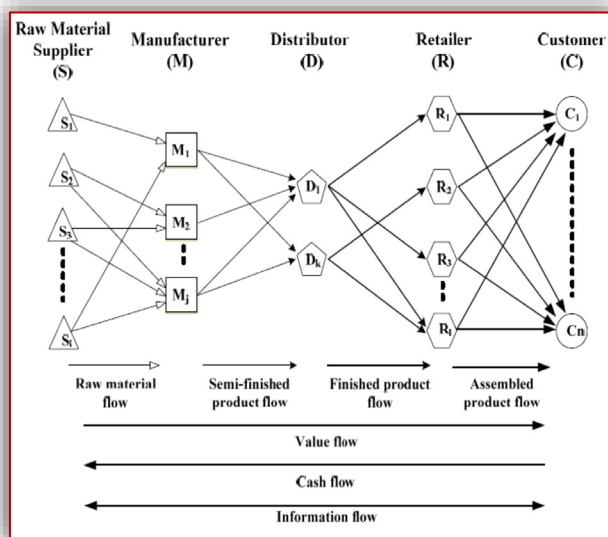 Raw Material
Supplier
(S)
Manufacturer
(M)
Distributor
(D)
Retailer
(R)
Customer
(C)
S1
S2
S3
Si
M1
M2
Mj
D1
Dk
R1
R2
R3
Rl
C1
Cn
Raw material
flow
Semi-finished
product flow
Finished product
flow
Assembled
product flow
Value flow
Cash flow
Information flow